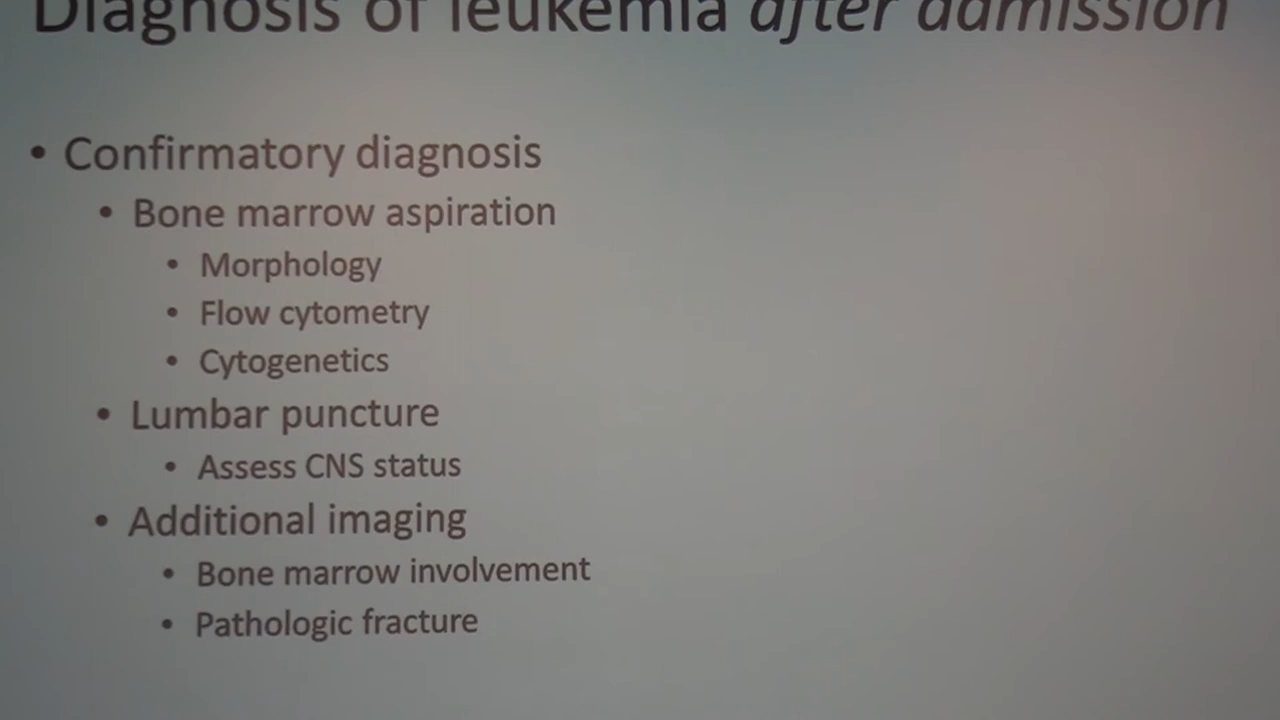 Diagnosis of leukemia after admission
• Confirmatory diagnosis
• Bone marrow aspiration
• Morphology
• Flow cytometry
• Cytogenetics
• Lumbar puncture
• Assess CNS status
• Additional imaging
• Bone marrow involvement
• Pathologic fracture